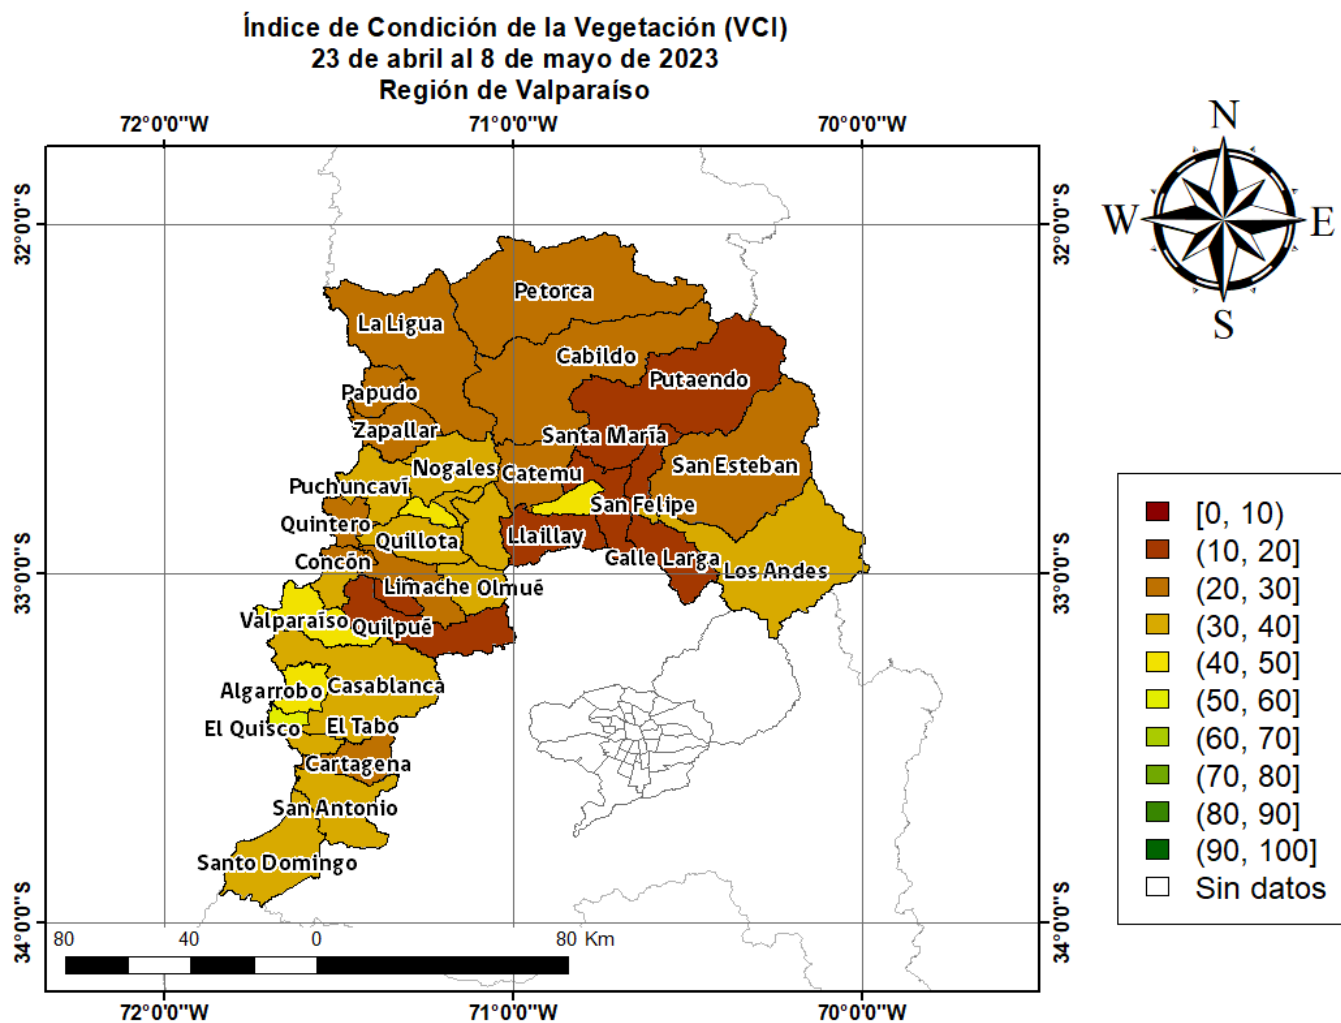 Índice de Condición de la Vegetación (VCI)
23 de abril al 8 de mayo de 2023
Región de Valparaíso
72°0'0"W 71°0'0"W 70°0'0"W
N
W E
S
32°0'0"S 32°0'0"S
Petorca
La Ligua
Cabildo
Putaendo
Papudo
Zapallar
Santa María
Nogales
Catemu
San Esteban
Puchuncaví
San Felipe
Quintero
Quillota
Llaillay
Concón
Calle Larga
Los Andes
33°0'0"S 33°0'0"S
Limache
Olmué
Valparaíso
Quilpué
Algarrobo
Casablanca
El Quisco
El Tabo
Cartagena
San Antonio
Santo Domingo
34°0'0"S 34°0'0"S
80 40 0 80 Km
72°0'0"W 71°0'0"W 70°0'0"W
[0, 10)
(10, 20]
(20, 30]
(30, 40]
(40, 50]
(50, 60]
(60, 70]
(70, 80]
(80, 90]
(90, 100]
Sin datos